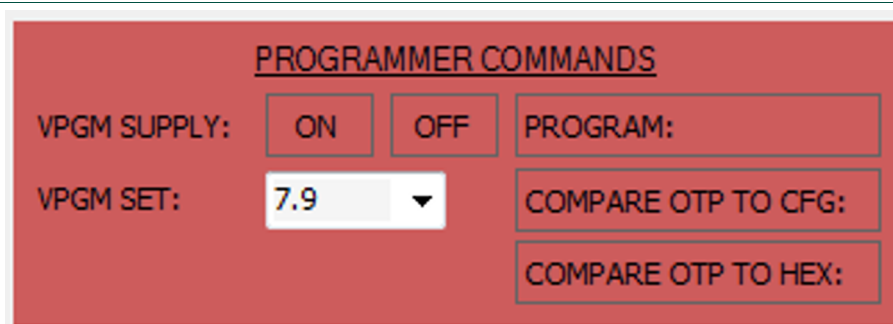 PROGRAMMER COMMANDS
VPGM SUPPLY: ON OFF PROGRAM:
VPGM SET: 7.9 COMPARE OTP TO CFG:
COMPARE OTP TO HEX: